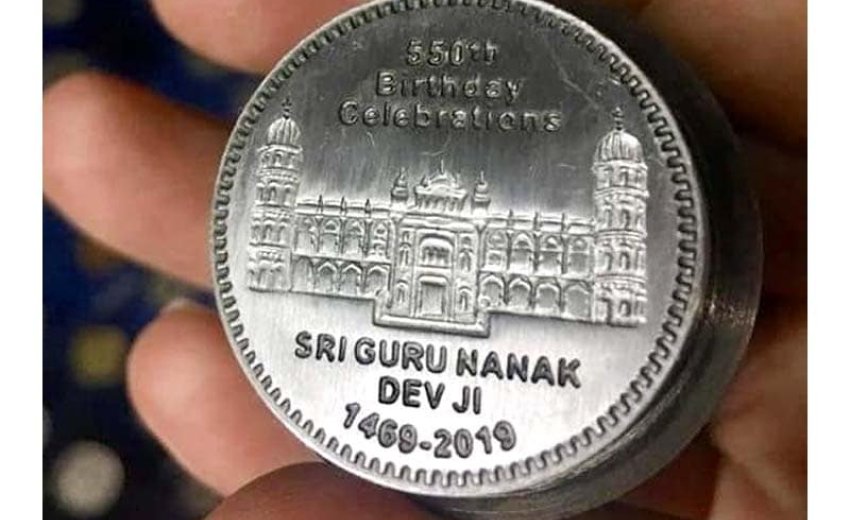 550th
Birthday
Celebrations
SRI GURU NANAK
DEV JI
1469-2019